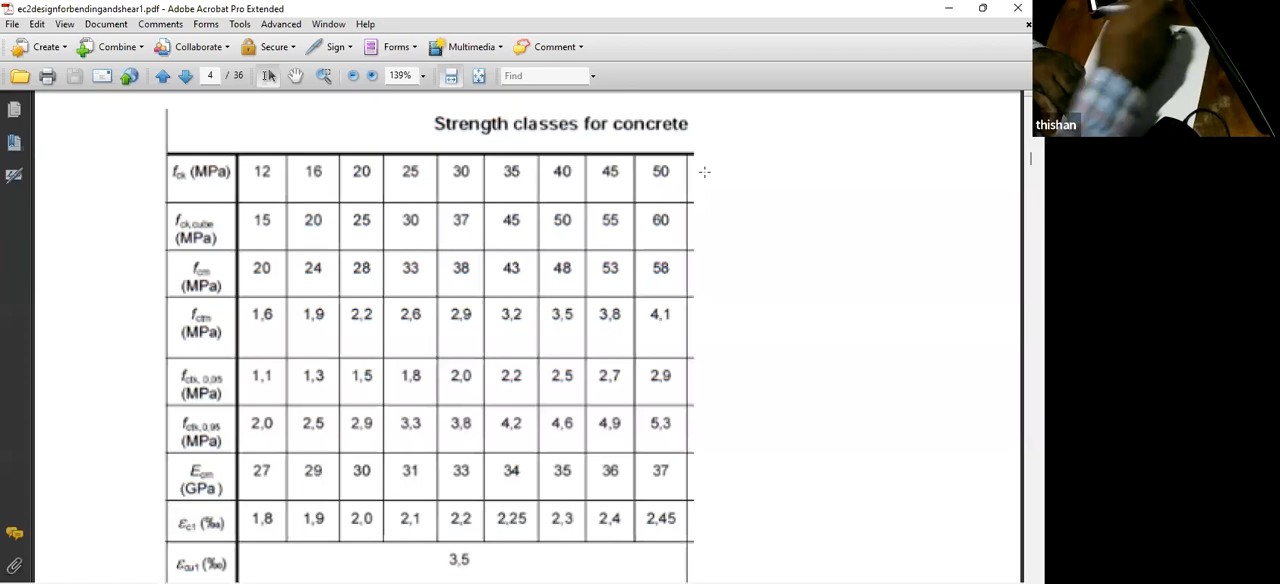 ec2designforbendingandshear1.pdf - Adobe Acrobat Pro Extended
File Edit View Document Comments Forms Tools Advanced Window Help
Create Combine Collaborate Secure Sign Forms Multimedia Comment
4 / 36 139% Find
thishan
Strength classes for concrete
fck (MPa) 12 16 20 25 30 35 40 45 50
fck,cube (MPa) 15 20 25 30 37 45 50 55 60
fcm (MPa) 20 24 28 33 38 43 48 53 58
fctm (MPa) 1,6 1,9 2,2 2,6 2,9 3,2 3,5 3,8 4,1
fctk, 0,05 (MPa) 1,1 1,3 1,5 1,8 2,0 2,2 2,5 2,7 2,9
fctk,0,95 (MPa) 2,0 2,5 2,9 3,3 3,8 4,2 4,6 4,9 5,3
Ecm (GPa) 27 29 30 31 33 34 35 36 37
εc1 (‰) 1,8 1,9 2,0 2,1 2,2 2,25 2,3 2,4 2,45
εcu1 (‰) 3,5